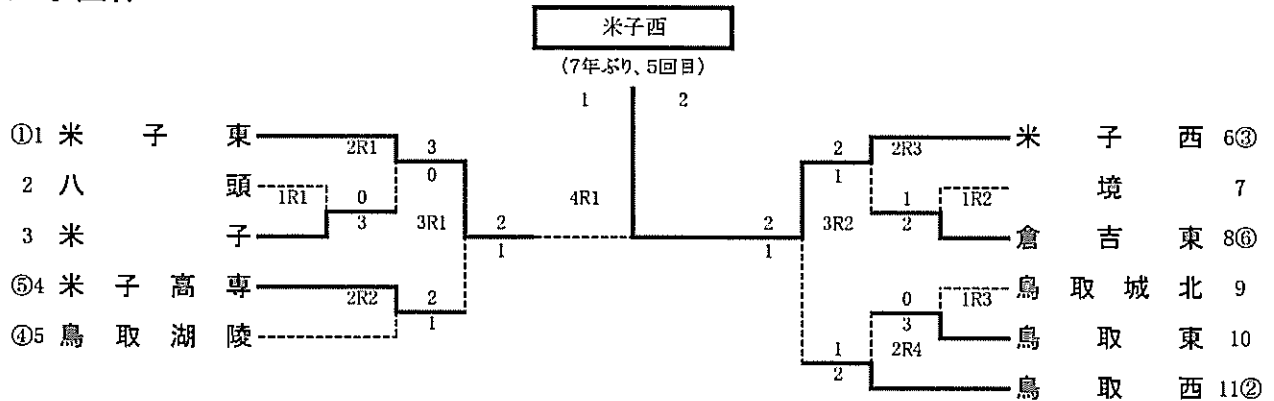 米子西
(7年ぶり、5回目)
1 2
①1 米子東
2R1
3
0
2 八頭
1R1
0
3
3 米子
3R1
2
1
⑤4 米子高専
2R2
2
1
④5 鳥取湖陵
4R1
米子西 6③
2R3
2
1
境 7
1R2
1
2
倉吉東 8⑥
3R2
2
1
鳥取城北 9
1R3
0
3
鳥取東 10
2R4
1
2
鳥取西 11②